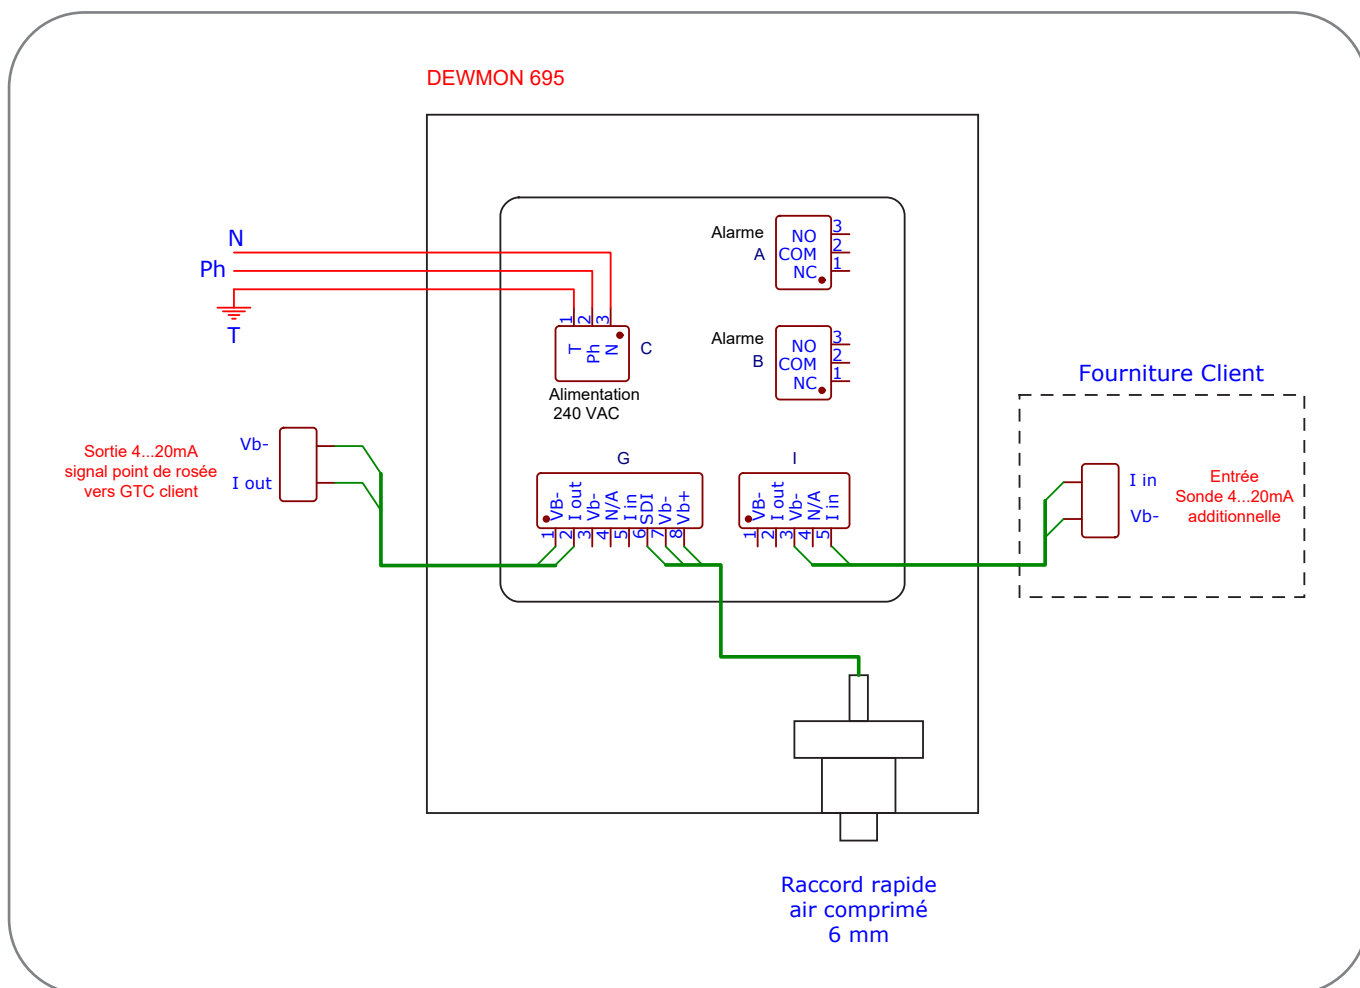 DEWMON 695
N
Ph
T
Alarme
A
NO
COM
NC
3
2
1
1
2
3
T
Ph
N
C
Alimentation
240 VAC
Alarme
B
NO
COM
NC
3
2
1
Fourniture Client
Sortie 4...20mA
signal point de rosée
vers GTC client
Vb-
I out
G
VB-
I out
Vb-
N/A
I in
SDI
Vb-
Vb+
1
2
3
4
5
6
7
8
I
VB-
I out
Vb-
N/A
I in
1
2
3
4
5
I in
Vb-
Entrée
Sonde 4...20mA
additionnelle
Raccord rapide
air comprimé
6 mm